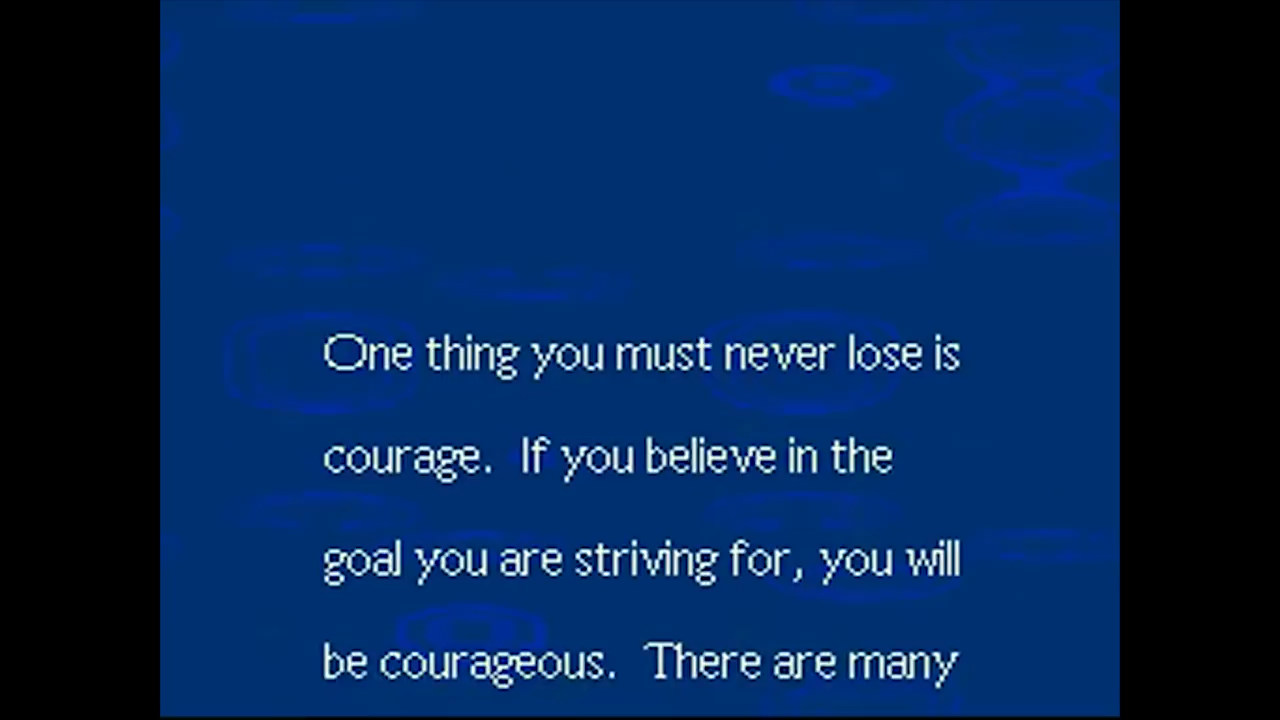 One thing you must never lose is
courage.  If you believe in the
goal you are striving for, you will
be courageous.  There are many